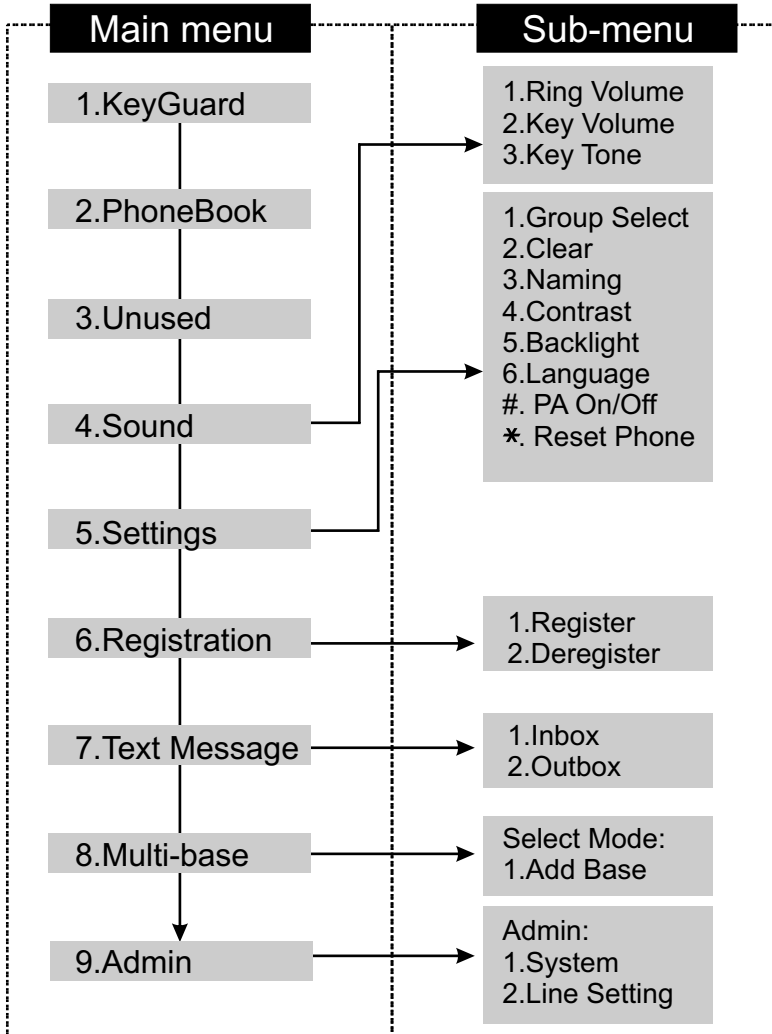 Main menu
Sub-menu
1.KeyGuard
2.PhoneBook
3.Unused
4.Sound
5.Settings
6.Registration
7.Text Message
8.Multi-base
9.Admin
1.Ring Volume
2.Key Volume
3.Key Tone
1.Group Select
2.Clear
3.Naming
4.Contrast
5.Backlight
6.Language
#. PA On/Off
*. Reset Phone
1.Register
2.Deregister
1.Inbox
2.Outbox
Select Mode:
1.Add Base
Admin:
1.System
2.Line Setting